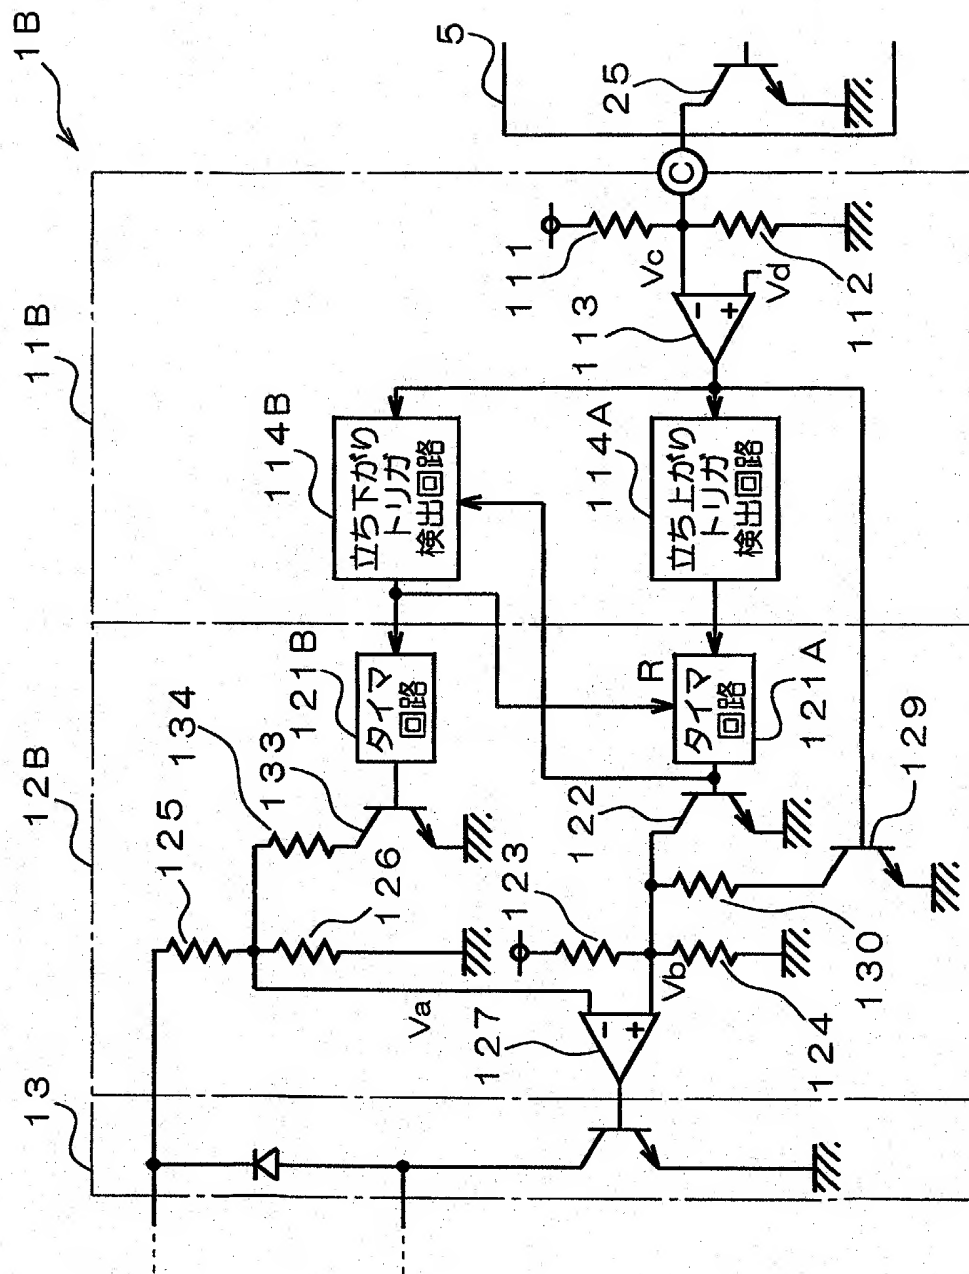 1B
11B
12B
13
5
25
C
111
Vc
112
Vd
113
114B
立ち下がり
トリガ
検出回路
114A
立ち上がり
トリガ
検出回路
121B
タイマ
回路
R
タイマ
回路
121A
134
133
125
126
122
129
123
130
Va
Vb
124
127
-
+
-
+